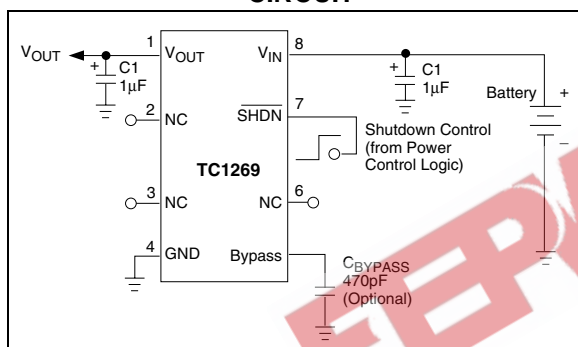 CIRCUIT
VOUT
1
VOUT
VIN
8
+
C1
1µF
+
C1
1µF
Battery
+
–
2
NC
SHDN
7
Shutdown Control
(from Power
Control Logic)
TC1269
3
NC
NC
6
4
GND
Bypass
CBYPASS
470pF
(Optional)